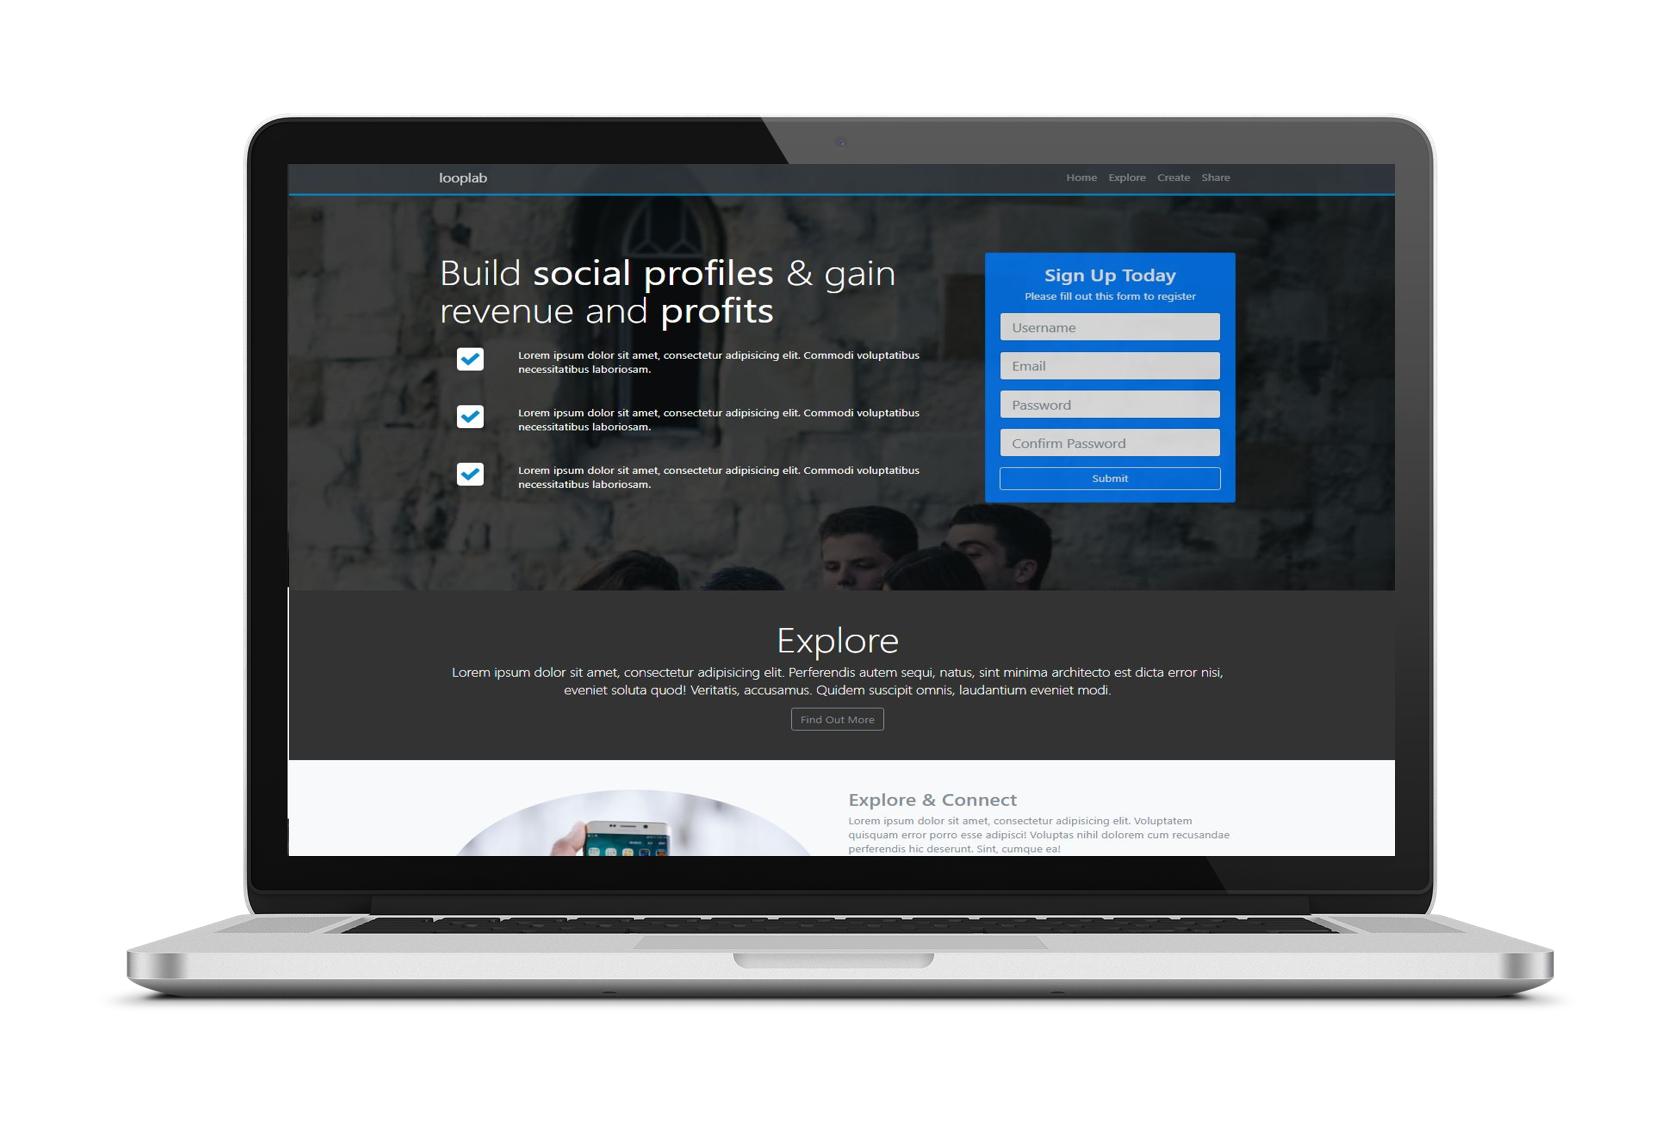 looplab
Home Explore Create Share
Build social profiles & gain
revenue and profits
Lorem ipsum dolor sit amet, consectetur adipisicing elit. Commodi voluptatibus
necessitatibus laboriosam.
Lorem ipsum dolor sit amet, consectetur adipisicing elit. Commodi voluptatibus
necessitatibus laboriosam.
Lorem ipsum dolor sit amet, consectetur adipisicing elit. Commodi voluptatibus
necessitatibus laboriosam.
Sign Up Today
Please fill out this form to register
Username
Email
Password
Confirm Password
Submit
Explore
Lorem ipsum dolor sit amet, consectetur adipisicing elit. Perferendis autem sequi, natus, sint minima architecto est dicta error nisi,
eveniet soluta quod! Veritatis, accusamus. Quidem suscipit omnis, laudantium eveniet modi.
Find Out More
Explore & Connect
Lorem ipsum dolor sit amet, consectetur adipisicing elit. Voluptatem
quisquam error porro esse adipisci! Voluptas nihil dolorem cum recusandae
perferendis hic deserunt. Sint, cumque ea!